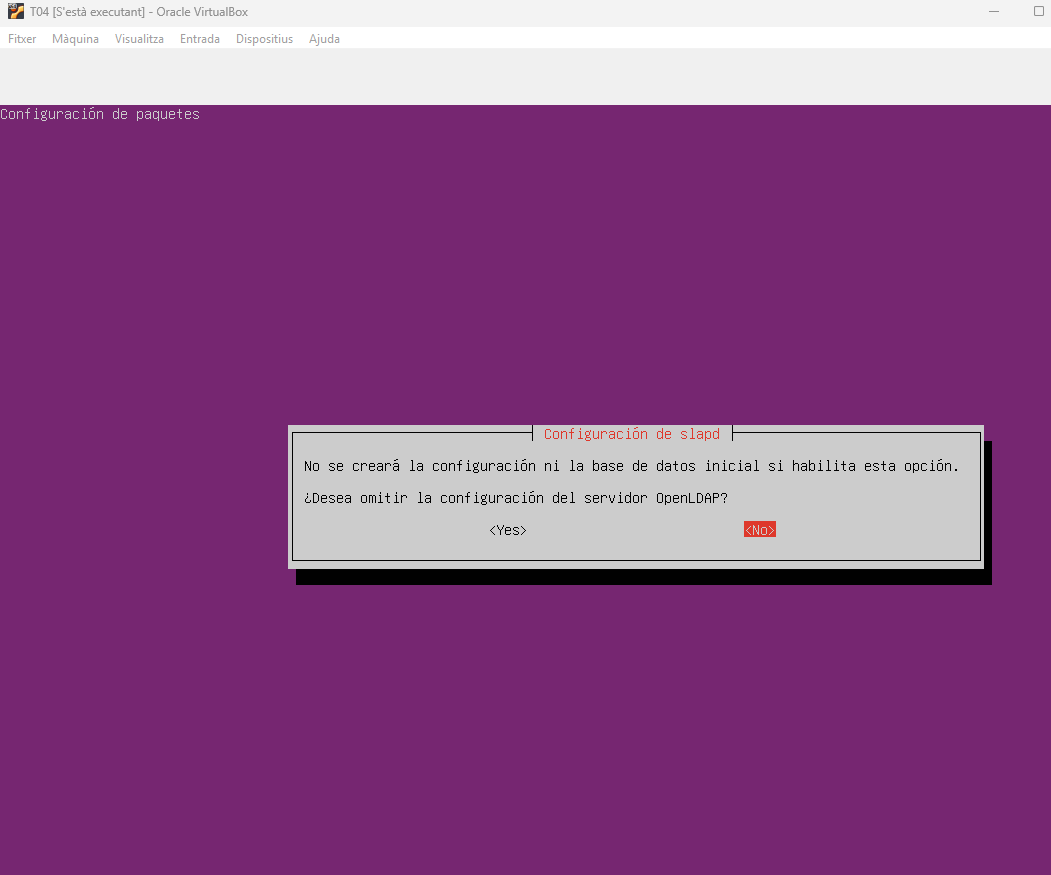 T04 [S'està executant] - Oracle VirtualBox
Fitxer Màquina Visualitza Entrada Dispositius Ajuda
Configuración de paquetes
Configuración de slapd
No se creará la configuración ni la base de datos inicial si habilita esta opción.
¿Desea omitir la configuración del servidor OpenLDAP?
<Yes> <No>